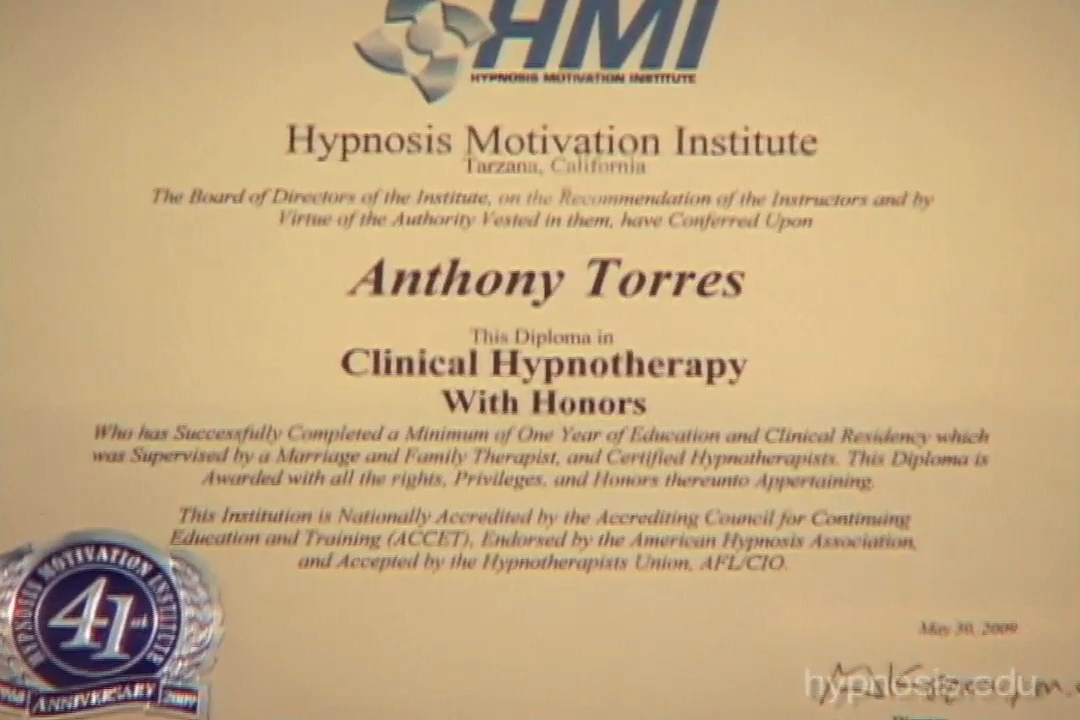 HMI
HYPNOSIS MOTIVATION INSTITUTE
Hypnosis Motivation Institute
Tarzana, California
The Board of Directors of the Institute, on the Recommendation of the Instructors and by
Virtue of the Authority Vested in them, have Conferred Upon
Anthony Torres
This Diploma in
Clinical Hypnotherapy
With Honors
Who has Successfully Completed a Minimum of One Year of Education and Clinical Residency which
was Supervised by a Marriage and Family Therapist, and Certified Hypnotherapists. This Diploma is
Awarded with all the rights, Privileges, and Honors thereunto Appertaining.
This Institution is Nationally Accredited by the Accrediting Council for Continuing
Education and Training (ACCET), Endorsed by the American Hypnosis Association,
and Accepted by the Hypnotherapists Union, AFL/CIO.
HYPNOSIS MOTIVATION INSTITUTE
41st
ANNIVERSARY 2009
May 30, 2009
hypnosis.edu